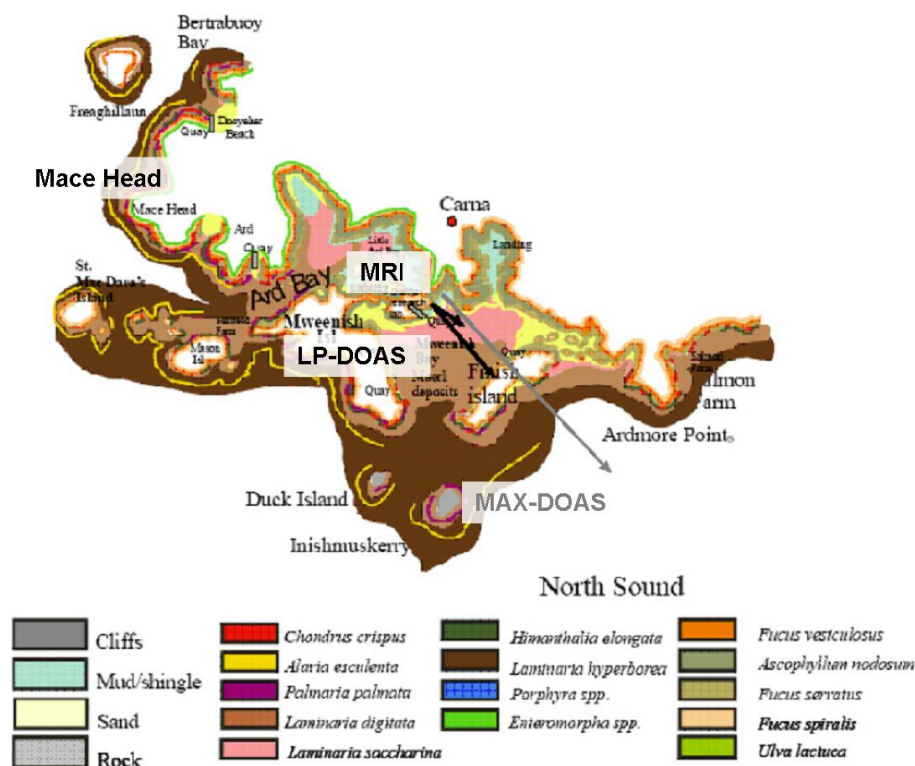 Bertrabuoy
Bay
Freaghillaun
Quay
Beach
Mace Head
Mace Head
Ard
Quay
Carna
Landing
St.
Mac Dara's
Island
Ard Bay
MRI
Mweenish
Quay
LP-DOAS
Mason
Isl
Quay
Mweenish
Bay
Maerl
deposits
Quay
Finish
island
Salmon
Farm
Ardmore Point
Duck Island
MAX-DOAS
Inishmuskerry
North Sound
Cliffs
Mud/shingle
Sand
Rock
Chondrus crispus
Alaria esculenta
Palmaria palmata
Laminaria digitata
Laminaria saccharina
Himanthalia elongata
Laminaria hyperborea
Porphyra spp.
Enteromorpha spp.
Fucus vesiculosus
Ascophyllum nodosum
Fucus serratus
Fucus spiralis
Ulva lactuca